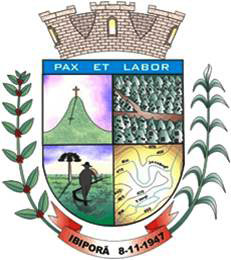 PAX ET LABOR
IBIPORÃ 8-11-1947